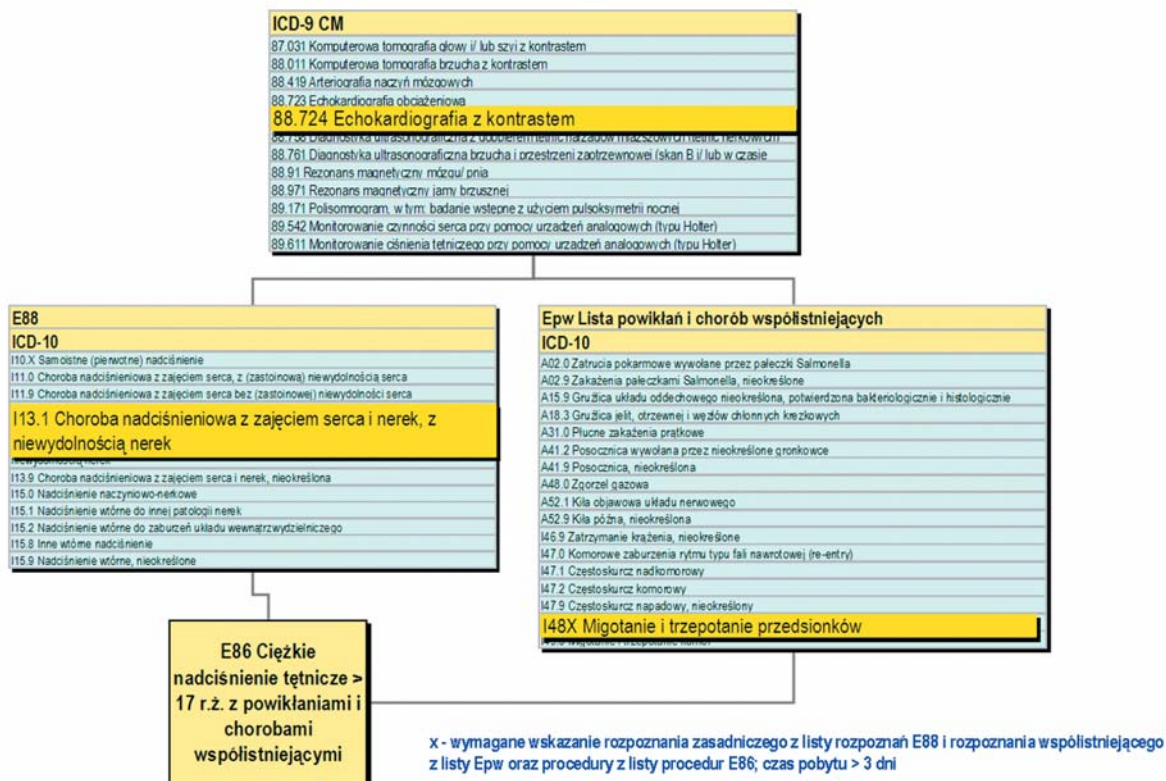 ICD-9 CM
87.031 Komputerowa tomografia głowy i/ lub szyi z kontrastem
88.011 Komputerowa tomografia brzucha z kontrastem
88.419 Arteriografia naczyń mózgowych
88.723 Echokardiografia obciążeniowa
88.724 Echokardiografia z kontrastem
88.761 Diagnostyka ultrasonograficzna brzucha i przestrzeni zaotrzewnowej (skan B i/ lub w czasie
88.91 Rezonans magnetyczny mózgu/ pnia
88.971 Rezonans magnetyczny jamy brzusznej
89.171 Polisomnogram, w tym: badanie wstępne z użyciem pulsoksymetrii nocnej
89.542 Monitorowanie czynności serca przy pomocy urządzeń analogowych (typu Holter)
89.611 Monitorowanie ciśnienia tętniczego przy pomocy urządzeń analogowych (typu Holter)
E88
ICD-10
I10.X Samoistne (pierwotne) nadciśnienie
I11.0 Choroba nadciśnieniowa z zajęciem serca, z (zastoinową) niewydolnością serca
I11.9 Choroba nadciśnieniowa z zajęciem serca bez (zastoinowej) niewydolności serca
I13.1 Choroba nadciśnieniowa z zajęciem serca i nerek, z
niewydolnością nerek
niewydolnością nerek
I13.9 Choroba nadciśnieniowa z zajęciem serca i nerek, nieokreślona
I15.0 Nadciśnienie naczyniowo-nerkowe
I15.1 Nadciśnienie wtórne do innej patologii nerek
I15.2 Nadciśnienie wtórne do zaburzeń układu wewnątrzwydzielniczego
I15.8 Inne wtórne nadciśnienie
I15.9 Nadciśnienie wtórne, nieokreślone
Epw Lista powikłań i chorób współistniejących
ICD-10
A02.0 Zatrucia pokarmowe wywołane przez pałeczki Salmonella
A02.9 Zakażenia pałeczkami Salmonella, nieokreślone
A15.9 Gruźlica układu oddechowego nieokreślona, potwierdzona bakteriologicznie i histologicznie
A18.3 Gruźlica jelit, otrzewnej i węzłów chłonnych krezkowych
A31.0 Płucne zakażenia prątkowe
A41.2 Posocznica wywołana przez nieokreślone gronkowce
A41.9 Posocznica, nieokreślona
A48.0 Zgorzel gazowa
A52.1 Kiła objawowa układu nerwowego
A52.9 Kiła późna, nieokreślona
I46.9 Zatrzymanie krążenia, nieokreślone
I47.0 Komorowe zaburzenia rytmu typu fali nawrotowej (re-entry)
I47.1 Częstoskurcz nadkomorowy
I47.2 Częstoskurcz komorowy
I47.9 Częstoskurcz napadowy, nieokreślony
I48X Migotanie i trzepotanie przedsionków
E86 Ciężkie
nadciśnienie tętnicze >
17 r.ż. z powikłaniami i
chorobami
współistniejącymi
x - wymagane wskazanie rozpoznania zasadniczego z listy rozpoznań E88 i rozpoznania współistniejącego
z listy Epw oraz procedury z listy procedur E86; czas pobytu > 3 dni